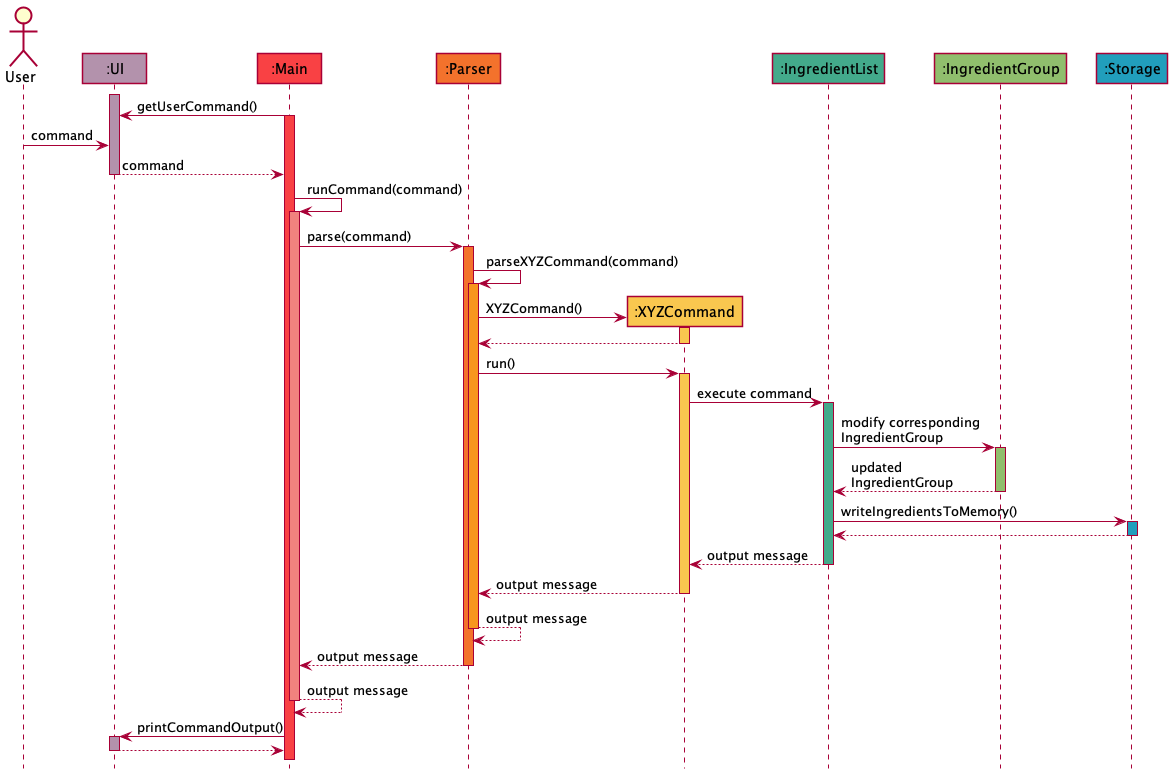 User
:UI
:Main
:Parser
:IngredientList
:IngredientGroup
:Storage
getUserCommand()
command
command
runCommand(command)
parse(command)
parseXYZCommand(command)
XYZCommand()
:XYZCommand
run()
execute command
modify corresponding
IngredientGroup
updated
IngredientGroup
writeIngredientsToMemory()
output message
output message
output message
output message
output message
printCommandOutput()